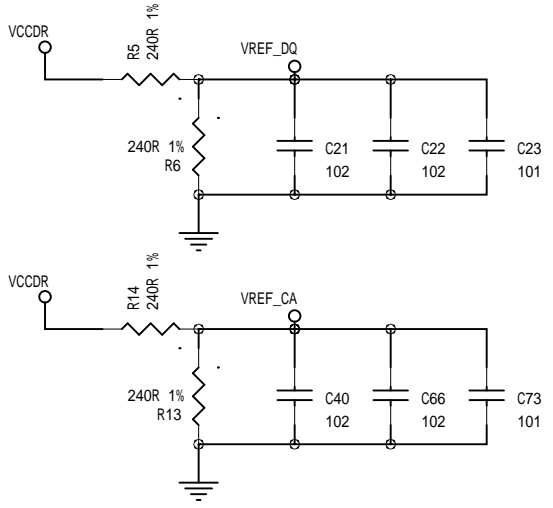 VCCDR
R5
240R 1%
VREF_DQ
240R 1%
R6
C21
102
C22
102
C23
101
VCCDR
R14
240R 1%
VREF_CA
240R 1%
R13
C40
102
C66
102
C73
101